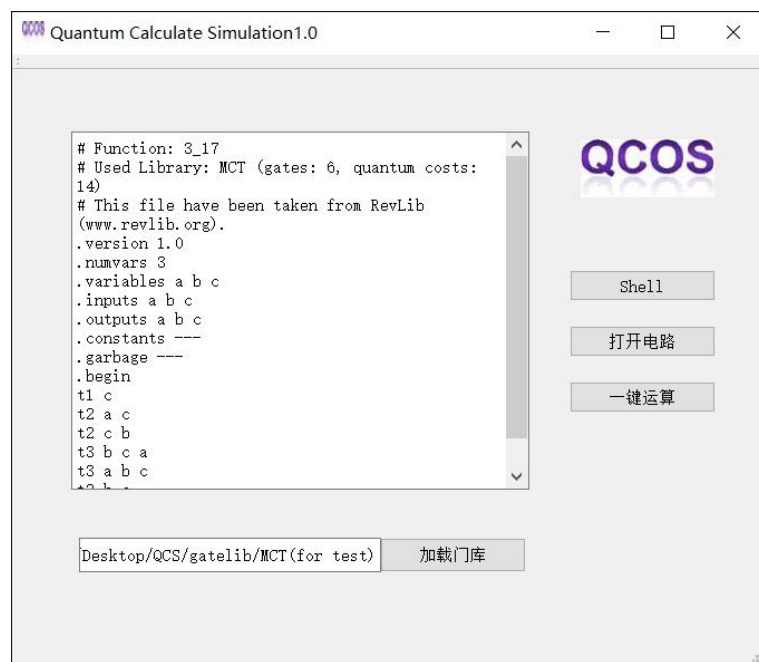 QCOS Quantum Calculate Simulation1.0
# Function: 3_17
# Used Library: MCT (gates: 6, quantum costs:
14)
# This file have been taken from RevLib
(www.revlib.org).
.version 1.0
.numvars 3
.variables a b c
.inputs a b c
.outputs a b c
.constants ---
.garbage ---
.begin
t1 c
t2 a c
t2 c b
t3 b c a
t3 a b c
QCOS
Shell
打开电路
一键运算
Desktop/QCS/gatelib/MCT(for test)
加载门库